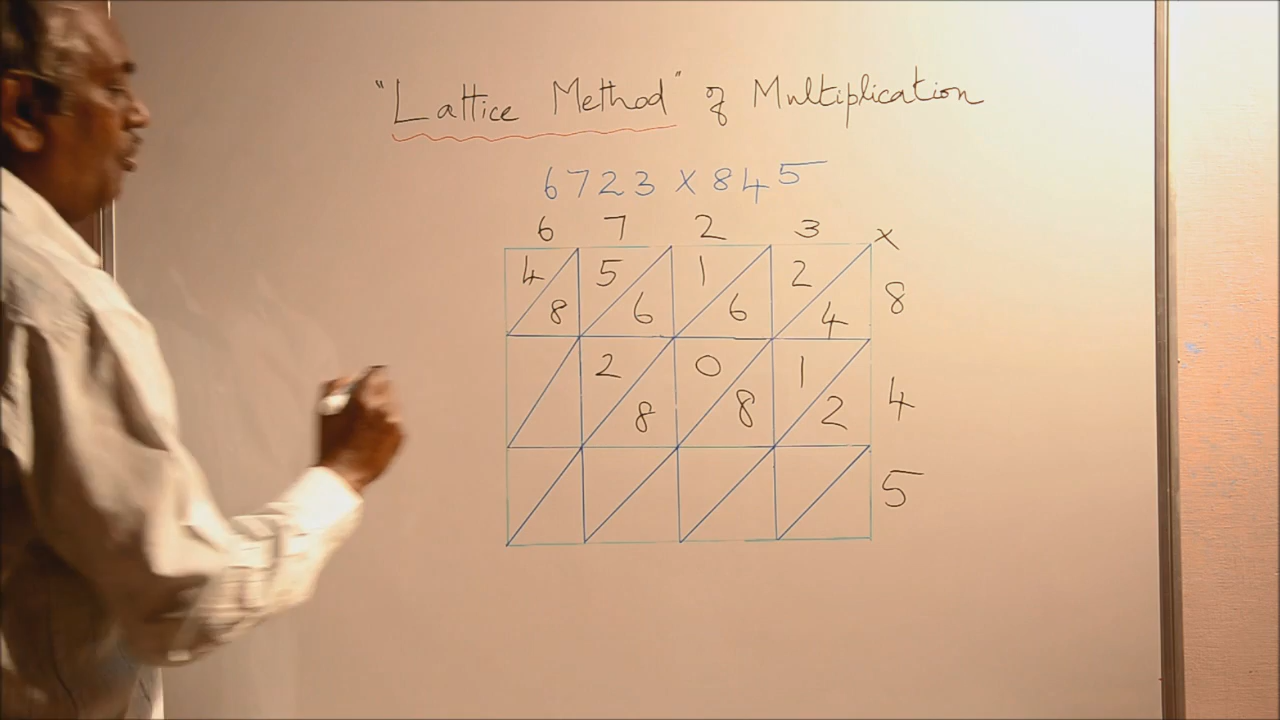 "Lattice Method" of Multiplication
6723 × 845
6 7 2 3 ×
4 5 1 2
8 6 6 4 8
2 0 1
8 8 2 4
5